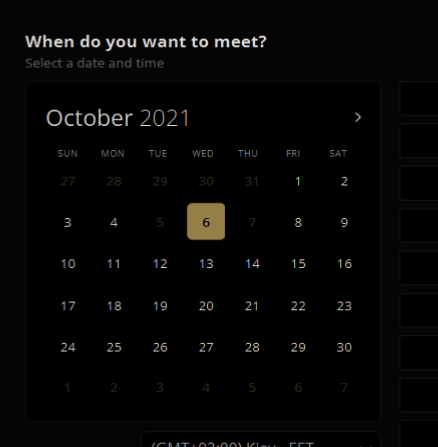 When do you want to meet?
Select a date and time
October 2021 >
SUN MON TUE WED THU FRI SAT
27 28 29 30 31 1 2
3 4 5 6 7 8 9
10 11 12 13 14 15 16
17 18 19 20 21 22 23
24 25 26 27 28 29 30
1 2 3 4 5 6 7
(GMT+02:00) Kiev - EET